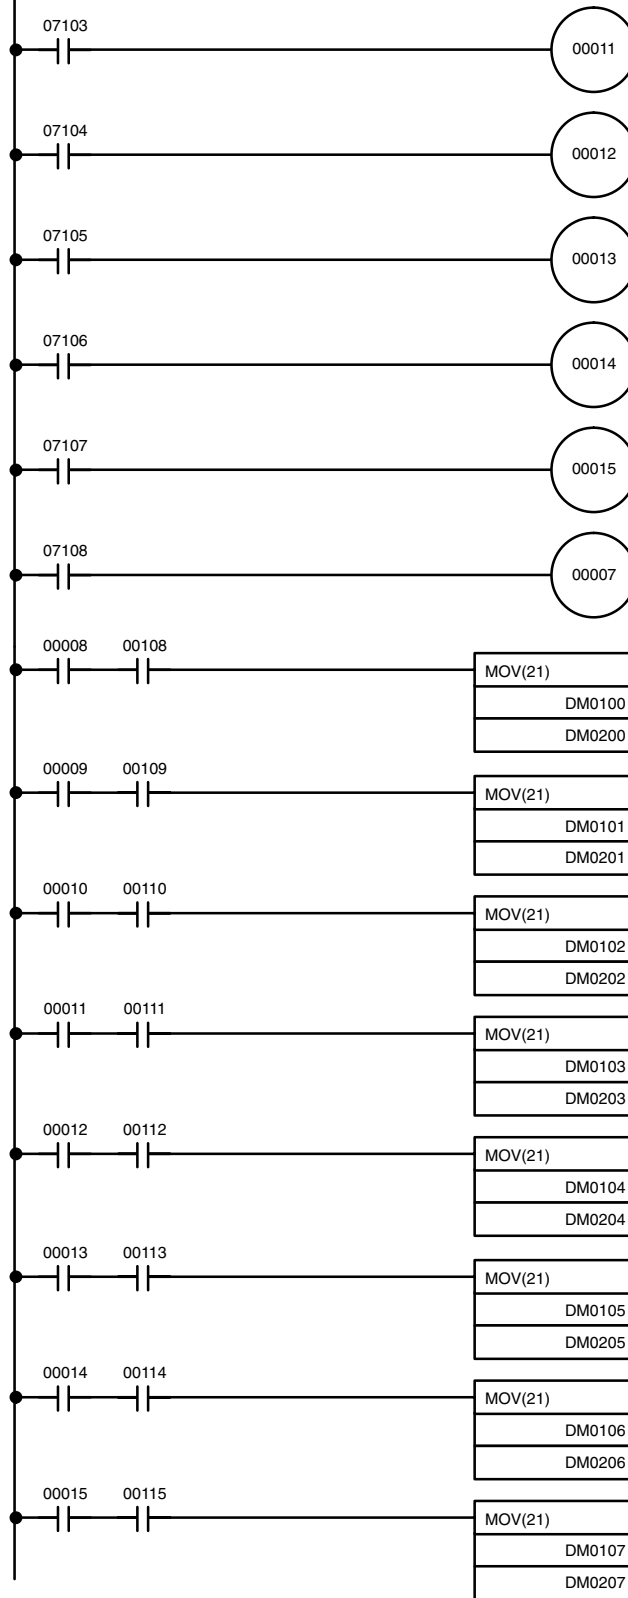 07103
00011
07104
00012
07105
00013
07106
00014
07107
00015
07108
00007
00008 00108
MOV(21)
DM0100
DM0200
00009 00109
MOV(21)
DM0101
DM0201
00010 00110
MOV(21)
DM0102
DM0202
00011 00111
MOV(21)
DM0103
DM0203
00012 00112
MOV(21)
DM0104
DM0204
00013 00113
MOV(21)
DM0105
DM0205
00014 00114
MOV(21)
DM0106
DM0206
00015 00115
MOV(21)
DM0107
DM0207